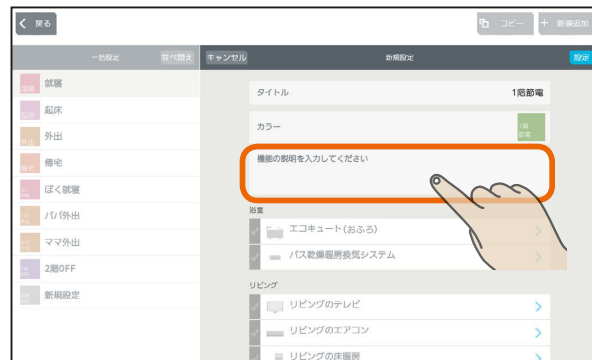 戻る
コピー
新規追加
一括設定
並べ替え
キャンセル
新規設定
設定
就寝
起床
外出
帰宅
ぼく就寝
パパ外出
ママ外出
2階OFF
新規設定
タイトル
1階節電
カラー
1階
節電
機能の説明を入力してください
浴室
エコキュート(おふろ)
バス乾燥暖房換気システム
リビング
リビングのテレビ
リビングのエアコン
リビングの床暖房